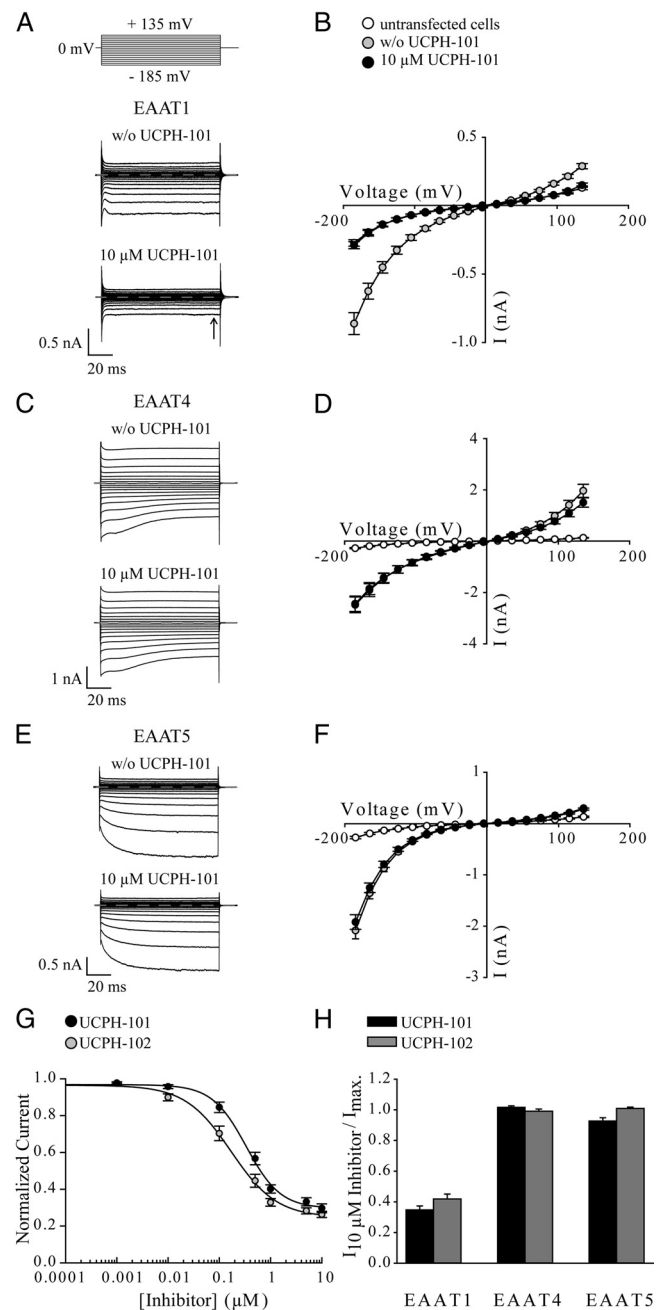 A
+ 135 mV
0 mV
- 185 mV
EAAT1
w/o UCPH-101
10 μM UCPH-101
0.5 nA
20 ms
B
untransfected cells
w/o UCPH-101
10 μM UCPH-101
0.5
Voltage (mV)
-200
100
200
-0.5
-1.0
I (nA)
C
EAAT4
w/o UCPH-101
10 μM UCPH-101
1 nA
20 ms
D
4
2
Voltage (mV)
-200
100
200
-2
-4
I (nA)
E
EAAT5
w/o UCPH-101
10 μM UCPH-101
0.5 nA
20 ms
F
1
Voltage (mV)
-200
100
200
-1
-2
-3
I (nA)
G
UCPH-101
UCPH-102
1.0
0.8
0.6
0.4
0.2
0.0
Normalized Current
0.0001
0.001
0.01
0.1
1
10
[Inhibitor] (μM)
H
UCPH-101
UCPH-102
1.2
1.0
0.8
0.6
0.4
0.2
0.0
I10 μM Inhibitor / Imax.
EAAT1
EAAT4
EAAT5